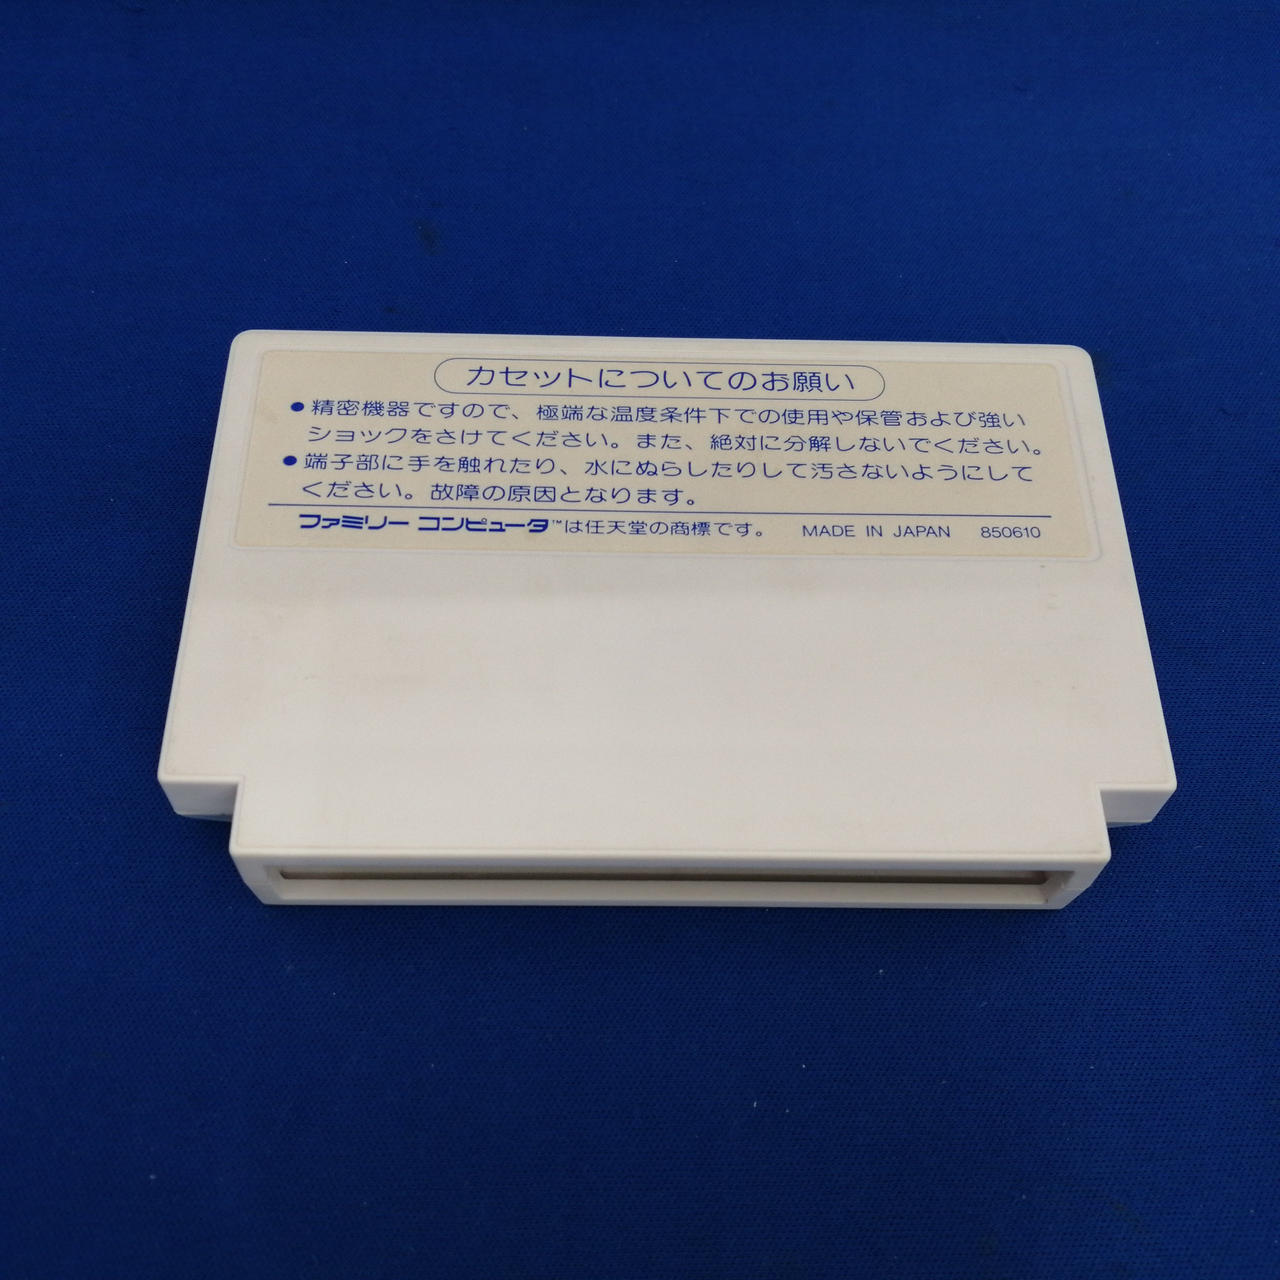 カセットについてのお願い
●精密機器ですので、極端な温度条件下での使用や保管および強い
ショックをさけてください。また、絶対に分解しないでください。
●端子部に手を触れたり、水にぬらしたりして汚さないようにして
ください。故障の原因となります。
ファミリー コンピュータ™は任天堂の商標です。 MADE IN JAPAN 850610